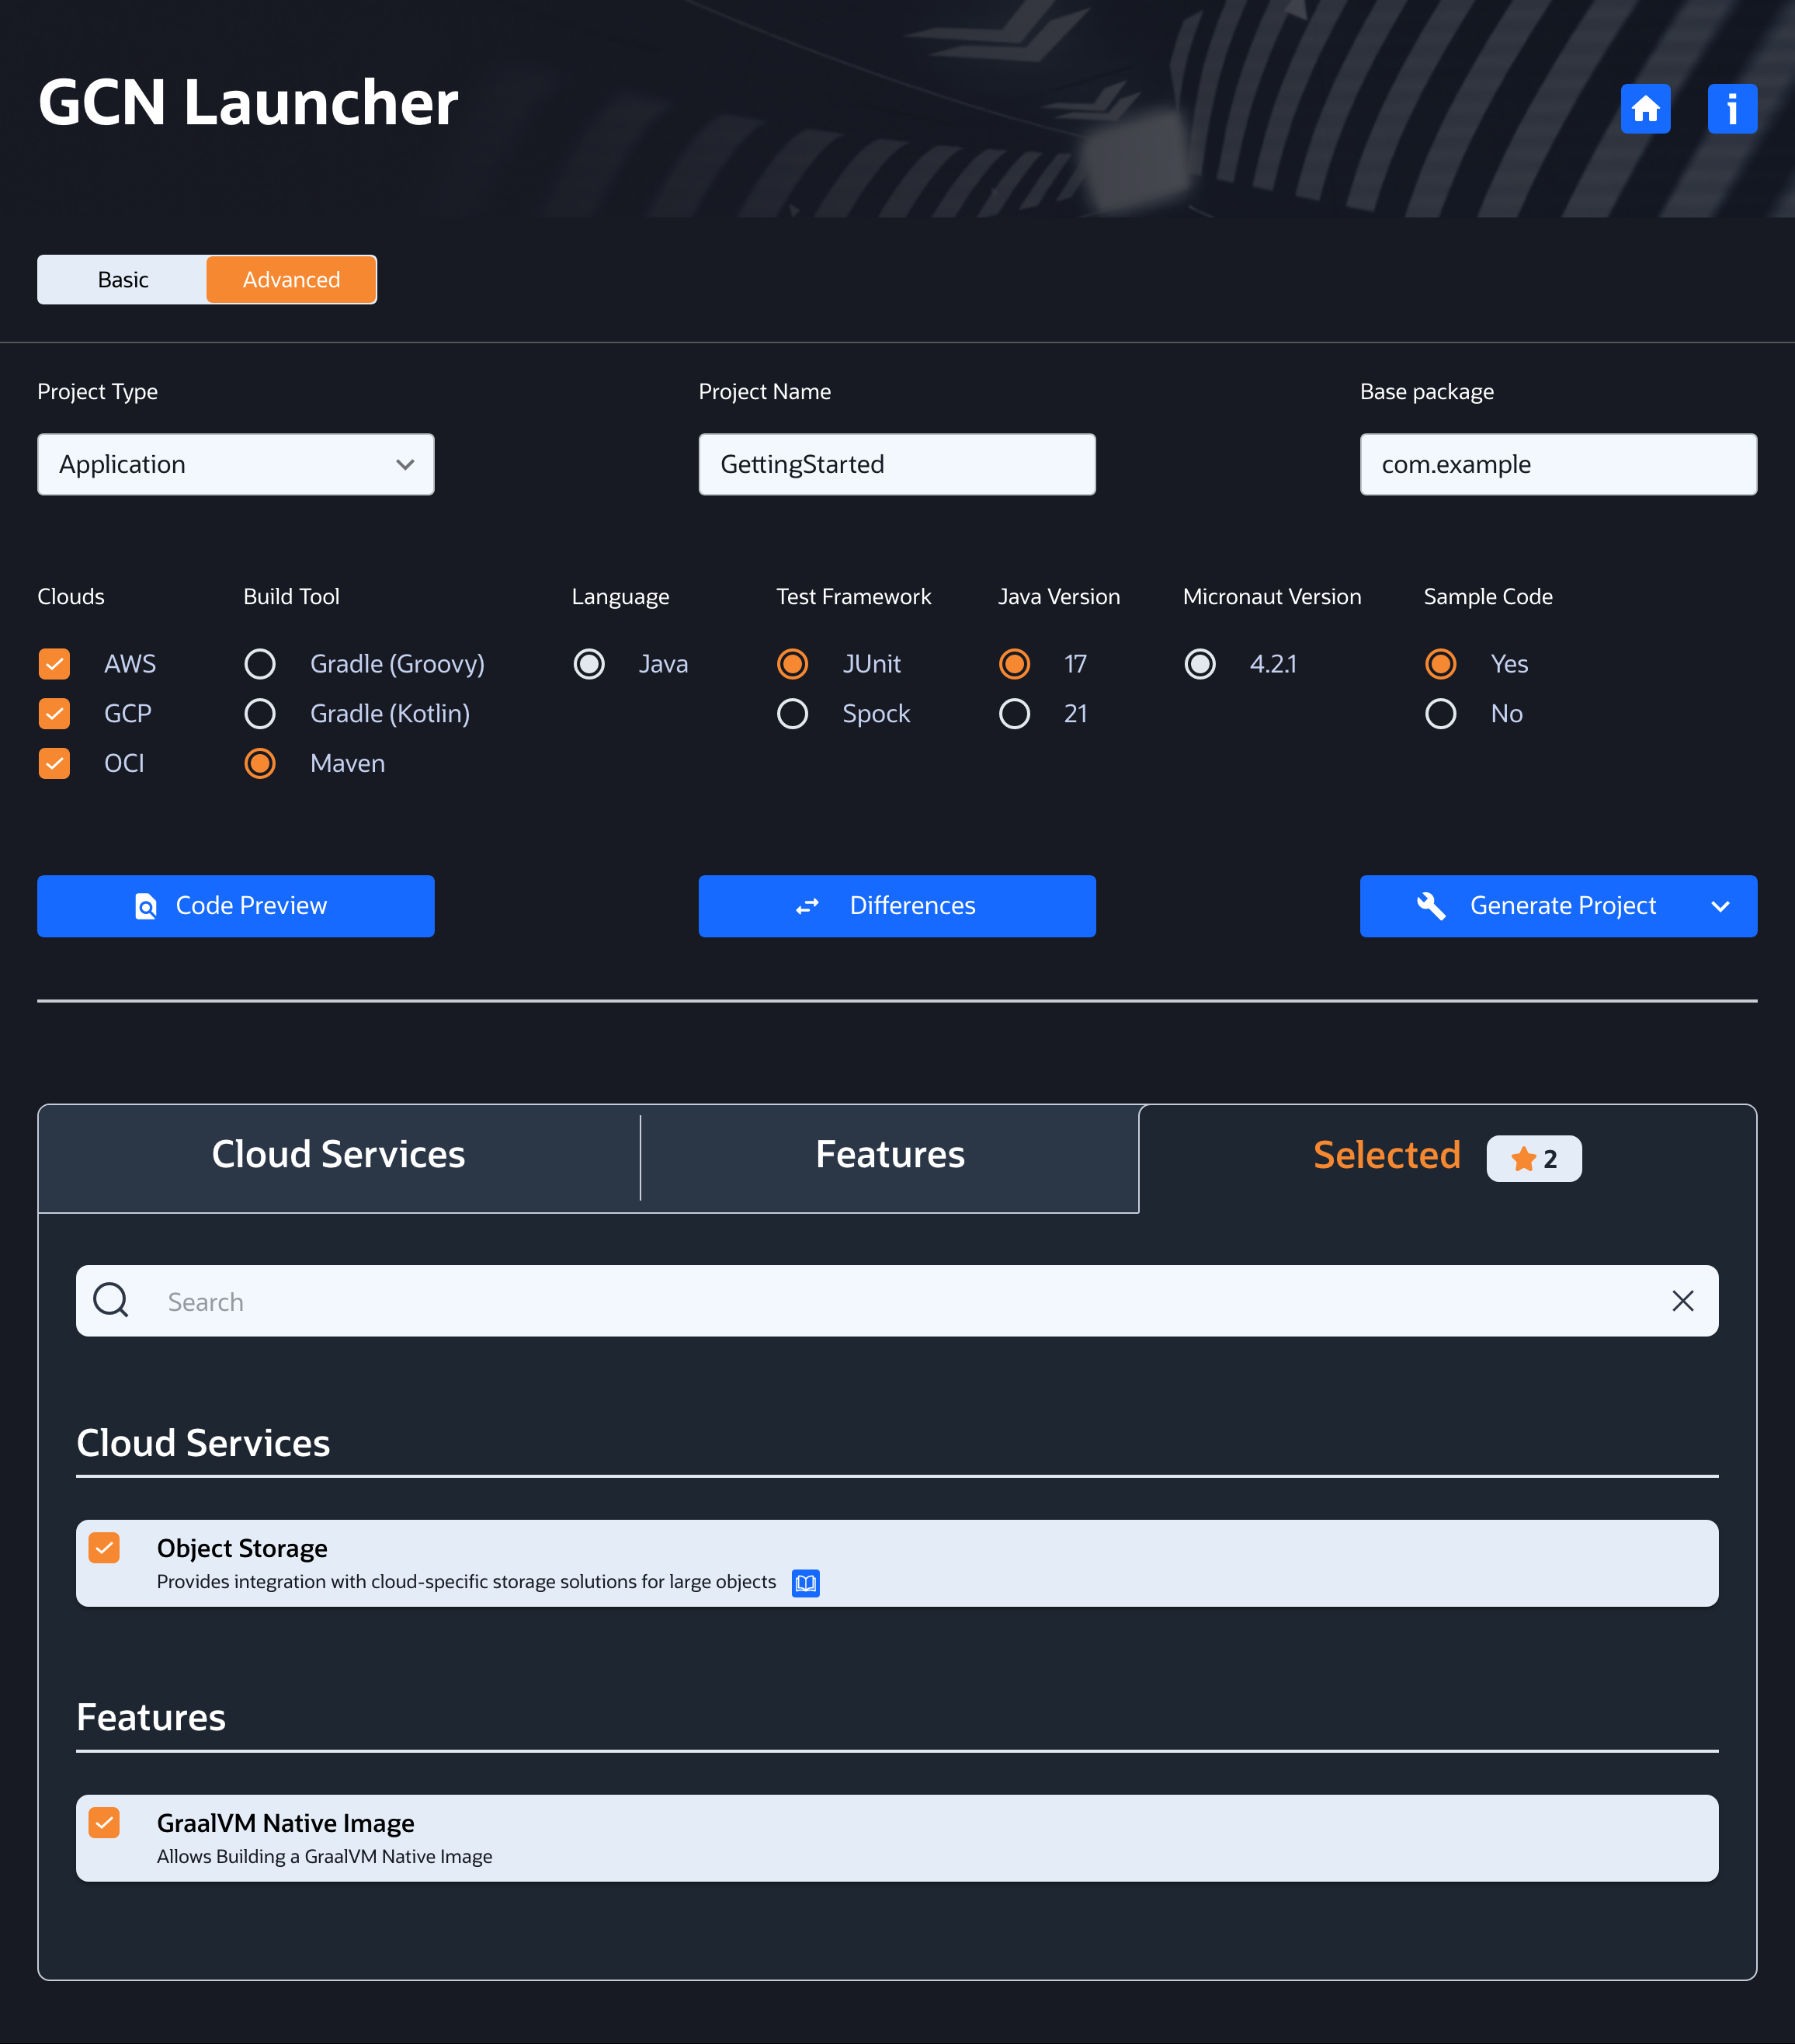 GCN Launcher
Basic
Advanced
Project Type
Project Name
Base package
Application
GettingStarted
com.example
Clouds
AWS
GCP
OCI
Build Tool
Gradle (Groovy)
Gradle (Kotlin)
Maven
Language
Java
Test Framework
JUnit
Spock
Java Version
17
21
Micronaut Version
4.2.1
Sample Code
Yes
No
Code Preview
Differences
Generate Project
Cloud Services
Features
Selected
2
Search
Cloud Services
Object Storage
Provides integration with cloud-specific storage solutions for large objects
Features
GraalVM Native Image
Allows Building a GraalVM Native Image